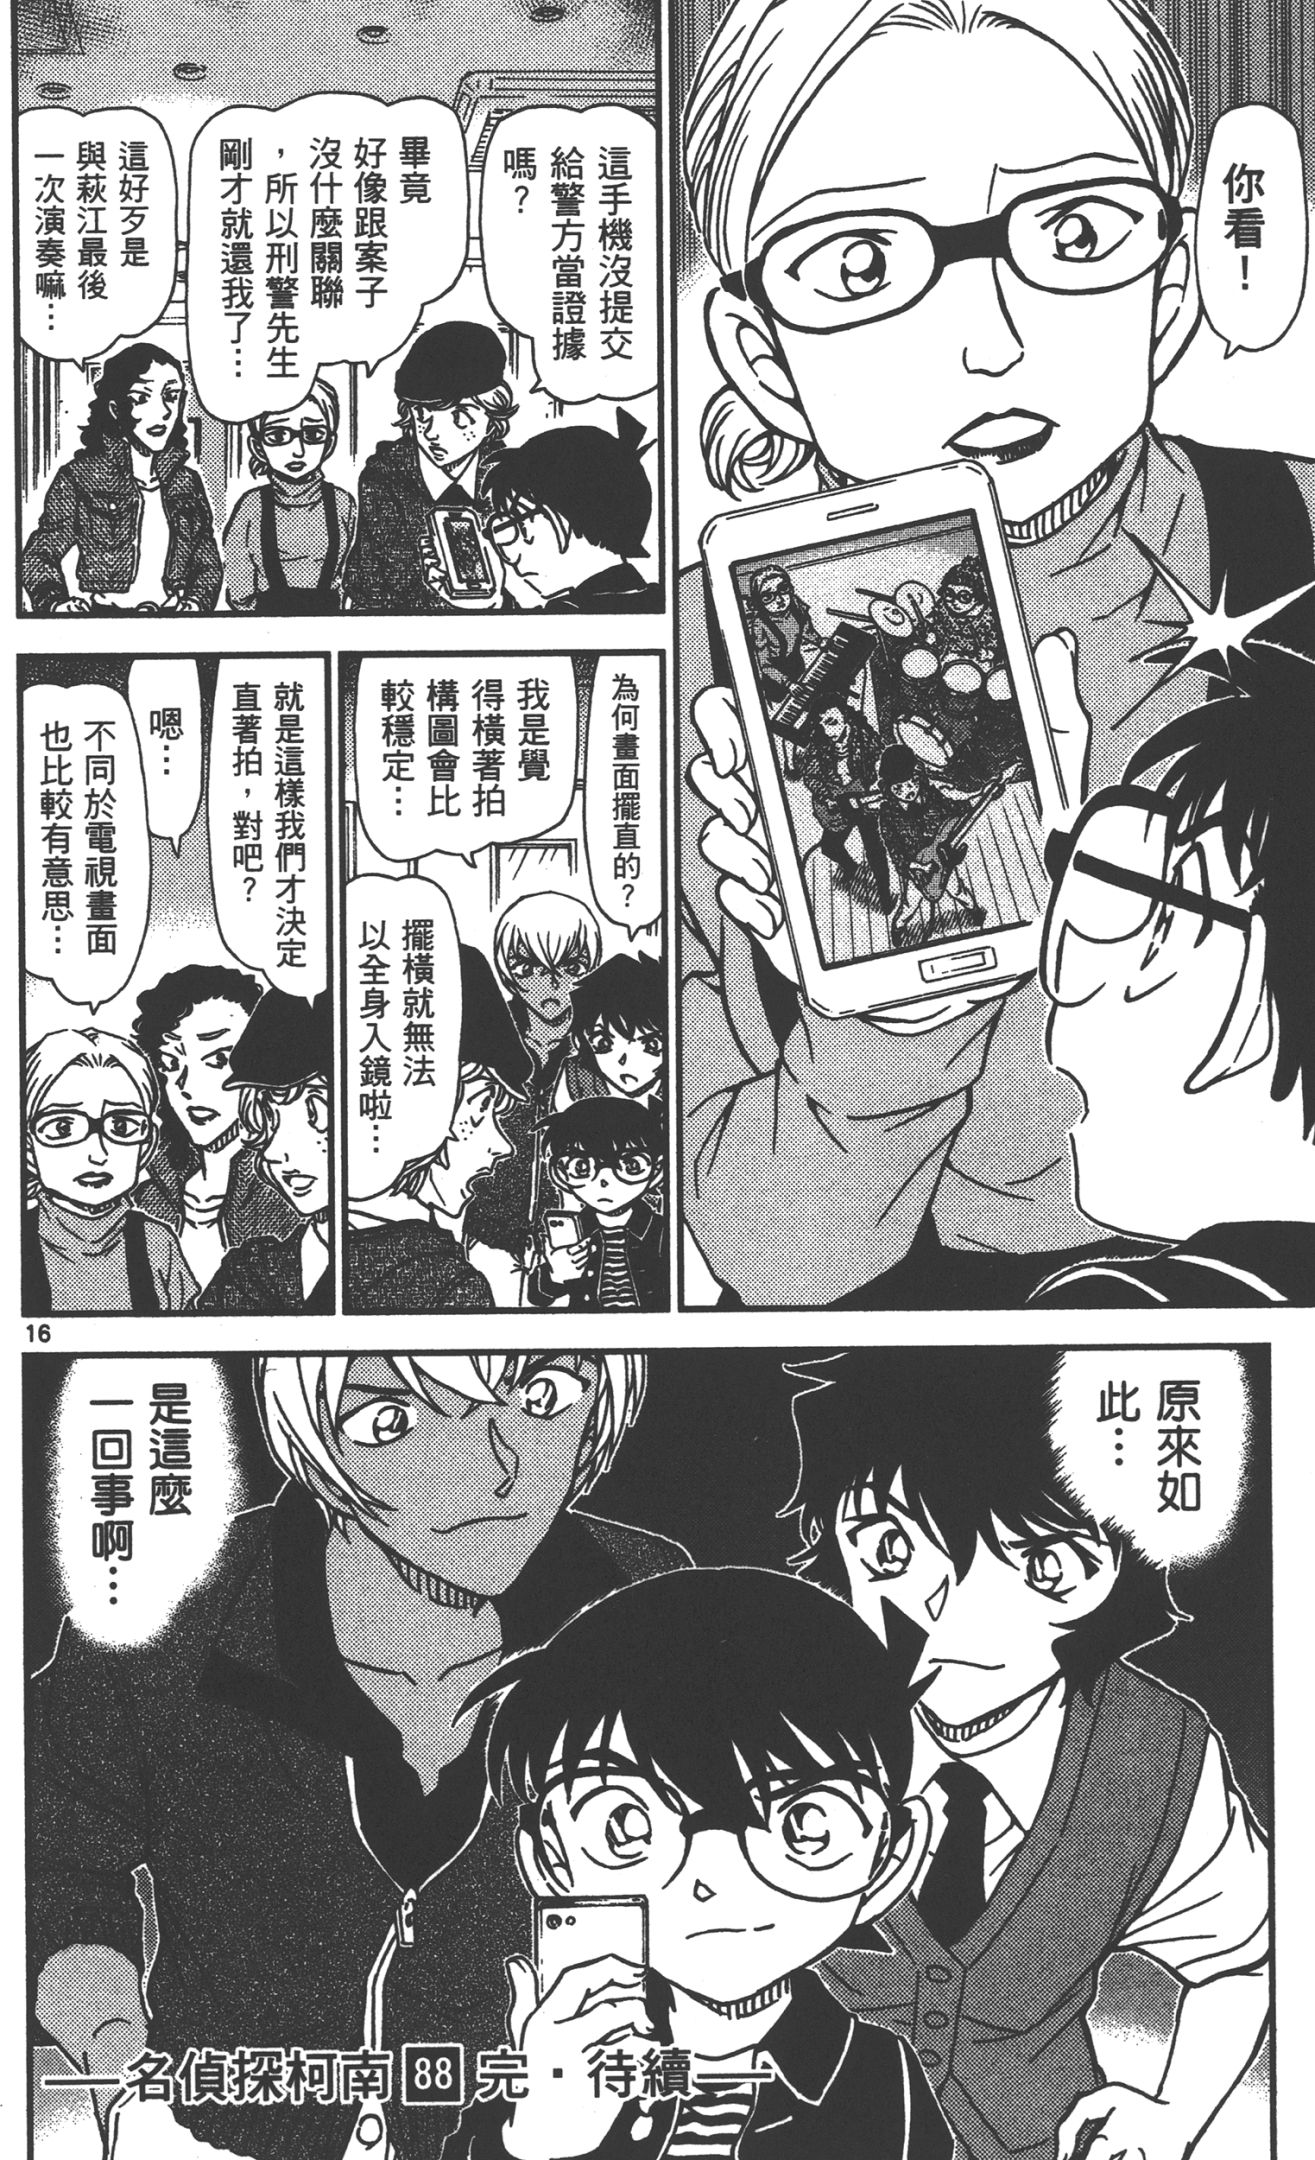 你看！
這手機沒提交
給警方當證據
嗎？
畢竟
好像跟案子
沒什麼關聯
，所以刑警先生
剛才就還我了…
這好歹是
與萩江最後
一次演奏嘛…
為何畫面擺直的？
我是覺
得橫著拍
構圖會比
較穩定…
擺橫就無法
以全身入鏡啦…
就是這樣我們才決定
直著拍，對吧？
嗯…
不同於電視畫面
也比較有意思…
16
原來如
此…
是這麼
一回事啊…
—名偵探柯南88完·待續—